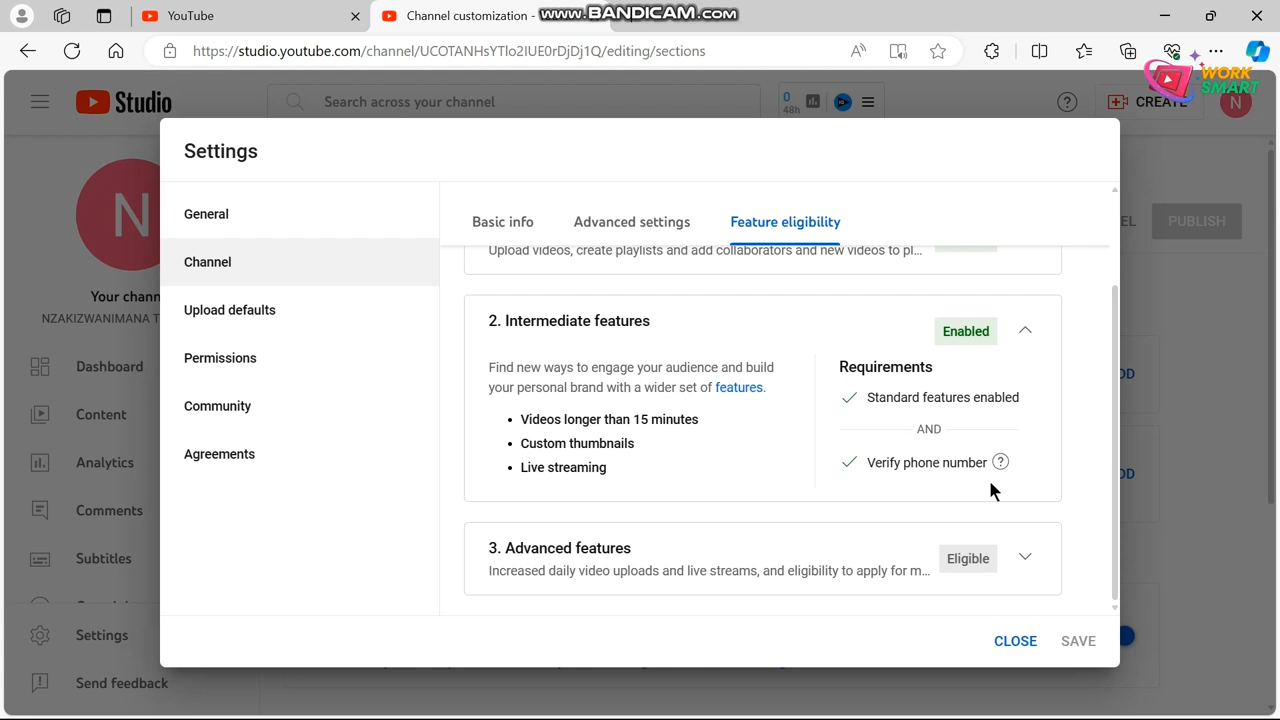 YouTube
Channel customization -
www.BANDICAM.com
https://studio.youtube.com/channel/UCOTANHsYTlo2IUE0rDjDj1Q/editing/sections
WORK
SMART
Studio
Search across your channel
0
48h
CREATE
N
N
Your chann
NZAKIZWANIMANA T
Dashboard
Content
Analytics
Comments
Subtitles
Settings
Send feedback
EL
PUBLISH
DD
DD
Settings
General
Channel
Upload defaults
Permissions
Community
Agreements
Basic info
Advanced settings
Feature eligibility
Upload videos, create playlists and add collaborators and new videos to pl...
2. Intermediate features
Enabled
Find new ways to engage your audience and build
your personal brand with a wider set of features.
• Videos longer than 15 minutes
• Custom thumbnails
• Live streaming
Requirements
Standard features enabled
AND
Verify phone number
3. Advanced features
Increased daily video uploads and live streams, and eligibility to apply for m...
Eligible
CLOSE
SAVE